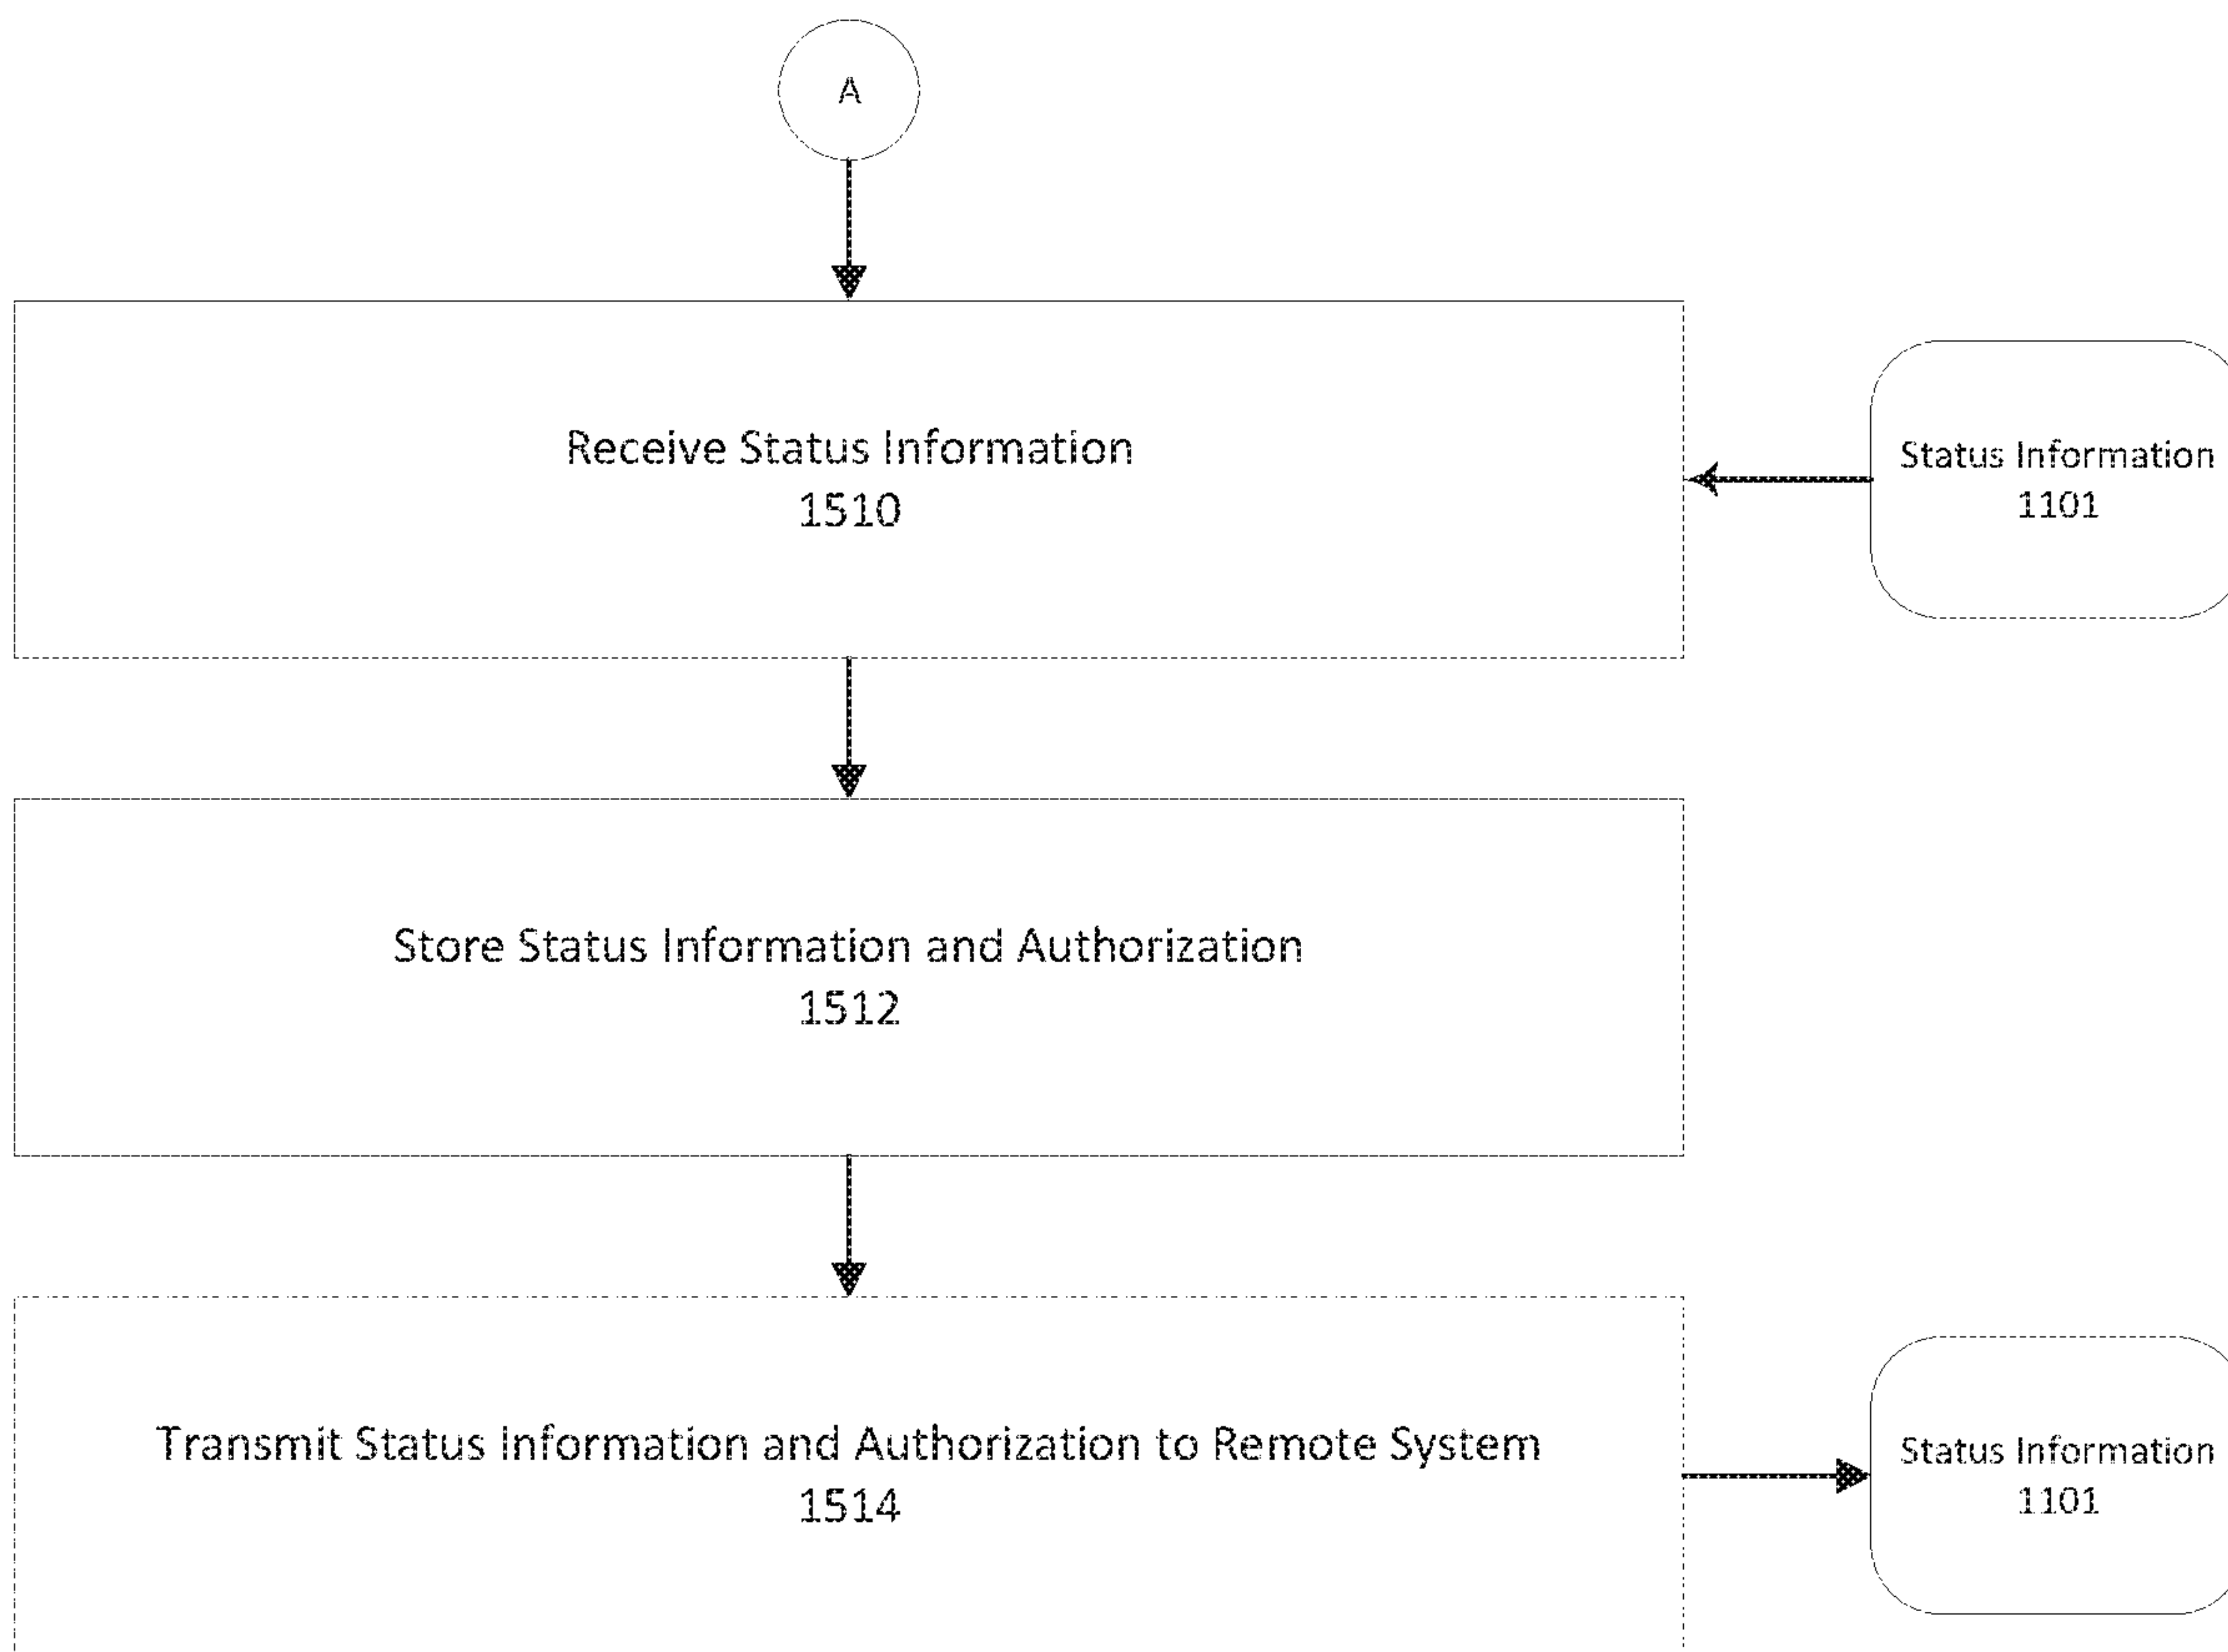 A
Receive Status Information
1510
Status Information
1101
Store Status Information and Authorization
1512
Transmit Status Information and Authorization to Remote System
1514
Status Information
1101